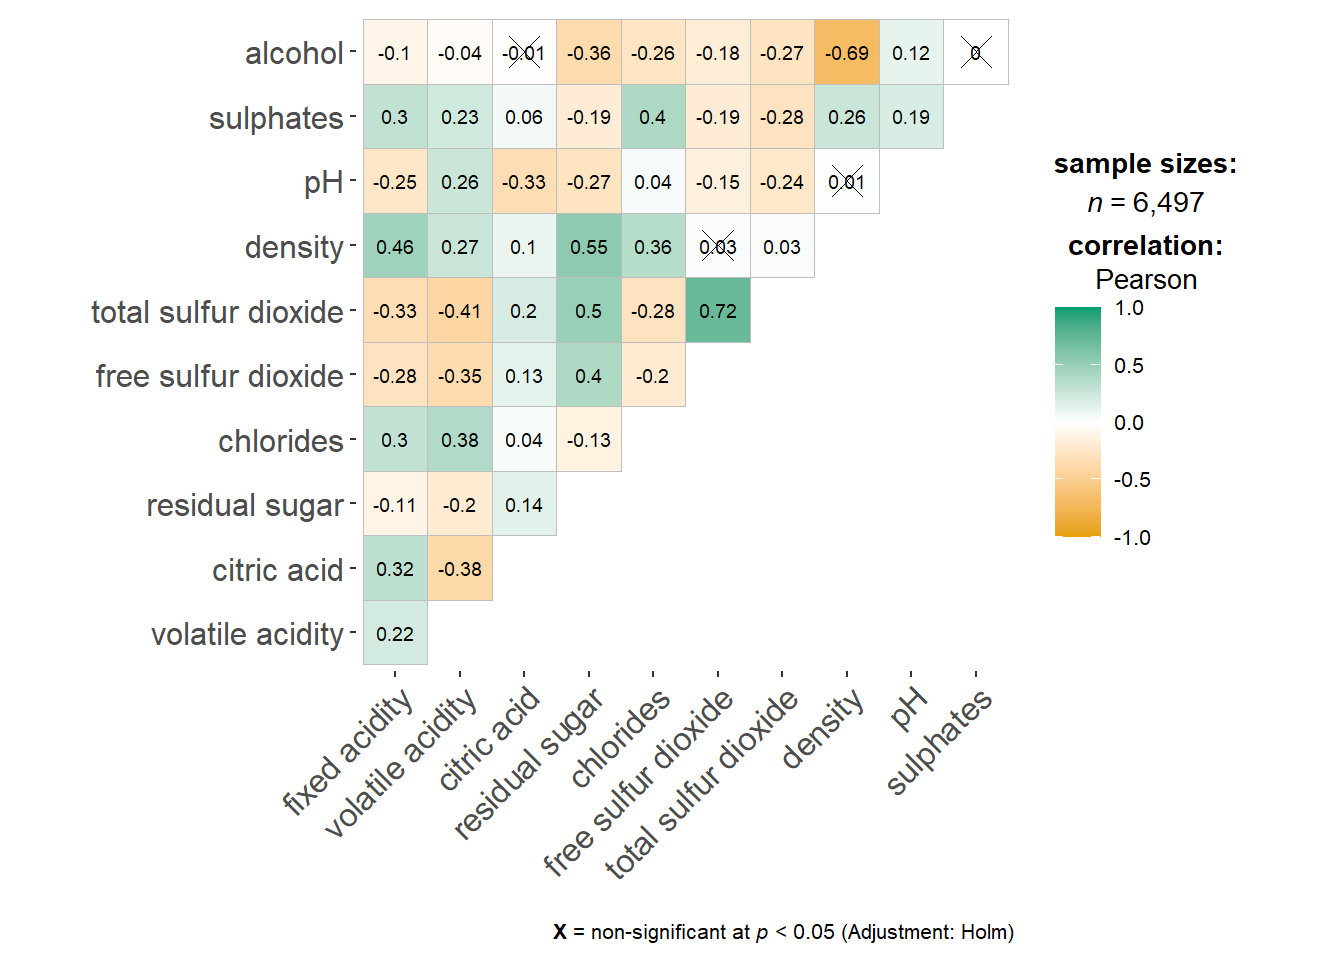 alcohol -0.1 -0.04 -0.01 -0.36 -0.26 -0.18 -0.27 -0.69 0.12 0
sulphates 0.3 0.23 0.06 -0.19 0.4 -0.19 -0.28 0.26 0.19
pH -0.25 0.26 -0.33 -0.27 0.04 -0.15 -0.24 0.01
density 0.46 0.27 0.1 0.55 0.36 0.03 0.03
total sulfur dioxide -0.33 -0.41 0.2 0.5 -0.28 0.72
free sulfur dioxide -0.28 -0.35 0.13 0.4 -0.2
chlorides 0.3 0.38 0.04 -0.13
residual sugar -0.11 -0.2 0.14
citric acid 0.32 -0.38
volatile acidity 0.22
fixed acidity
volatile acidity
citric acid
residual sugar
chlorides
free sulfur dioxide
total sulfur dioxide
density
pH
sulphates
sample sizes:
n = 6,497
correlation:
Pearson
1.0
0.5
0.0
-0.5
-1.0
X = non-significant at p < 0.05 (Adjustment: Holm)